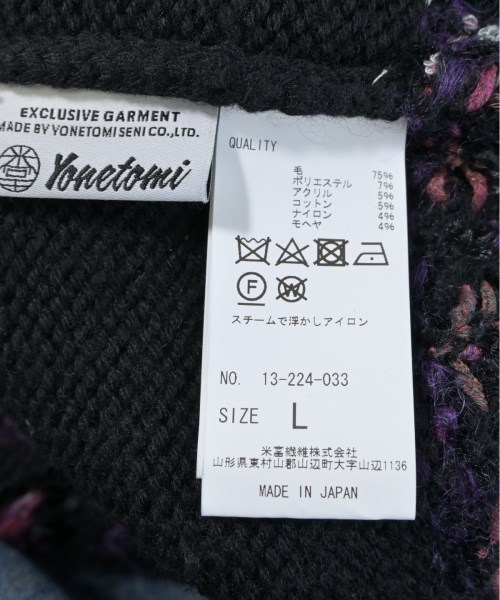 EXCLUSIVE GARMENT
MADE BY YONETOMISENI CO., LTD.
Yonetomi
QUALITY
毛 75%
ポリエステル 7%
アクリル 5%
コットン 5%
ナイロン 4%
モヘヤ 4%
F W
スチームで浮かしアイロン
NO. 13-224-033
SIZE L
米富繊維株式会社
山形県東村山郡山辺町大字山辺1136
MADE IN JAPAN